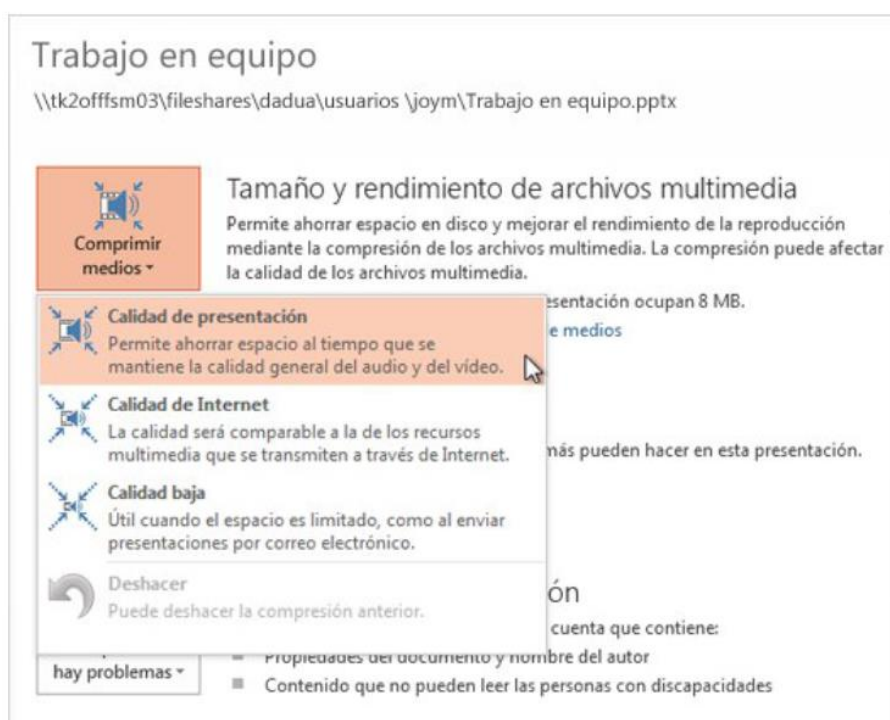 Trabajo en equipo
\\tk2offfsm03\fileshares\dadua\usuarios \joym\Trabajo en equipo.pptx
Comprimir
medios
Tamaño y rendimiento de archivos multimedia
Permite ahorrar espacio en disco y mejorar el rendimiento de la reproducción
mediante la compresión de los archivos multimedia. La compresión puede afectar
la calidad de los archivos multimedia.
esentación ocupan 8 MB.
e medios
Calidad de presentación
Permite ahorrar espacio al tiempo que se
mantiene la calidad general del audio y del vídeo.
Calidad de Internet
La calidad será comparable a la de los recursos
multimedia que se transmiten a través de Internet.
más pueden hacer en esta presentación.
Calidad baja
Útil cuando el espacio es limitado, como al enviar
presentaciones por correo electrónico.
Deshacer
Puede deshacer la compresión anterior.
ón
cuenta que contiene:
hay problemas
Propiedades del documento y nombre del autor
Contenido que no pueden leer las personas con discapacidades